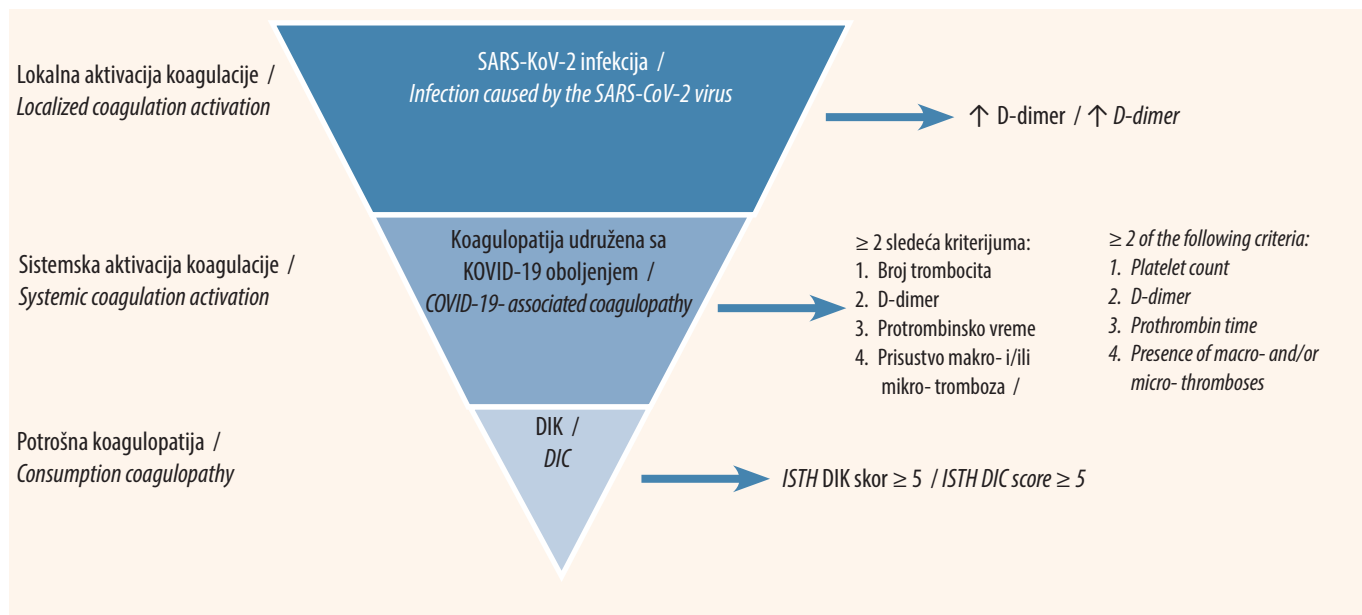 Lokalna aktivacija koagulacije /
Localized coagulation activation
SARS-KoV-2 infekcija /
Infection caused by the SARS-CoV-2 virus
↑ D-dimer / ↑ D-dimer
Sistemska aktivacija koagulacije /
Systemic coagulation activation
Koagulopatija udružena sa
KOVID-19 oboljenjem /
COVID-19- associated coagulopathy
≥ 2 sledeća kriterijuma:
1. Broj trombocita
2. D-dimer
3. Protrombinsko vreme
4. Prisustvo makro- i/ili
mikro- tromboza /
≥ 2 of the following criteria:
1. Platelet count
2. D-dimer
3. Prothrombin time
4. Presence of macro- and/or
micro- thromboses
Potrošna koagulopatija /
Consumption coagulopathy
DIK /
DIC
ISTH DIK skor ≥ 5 / ISTH DIC score ≥ 5